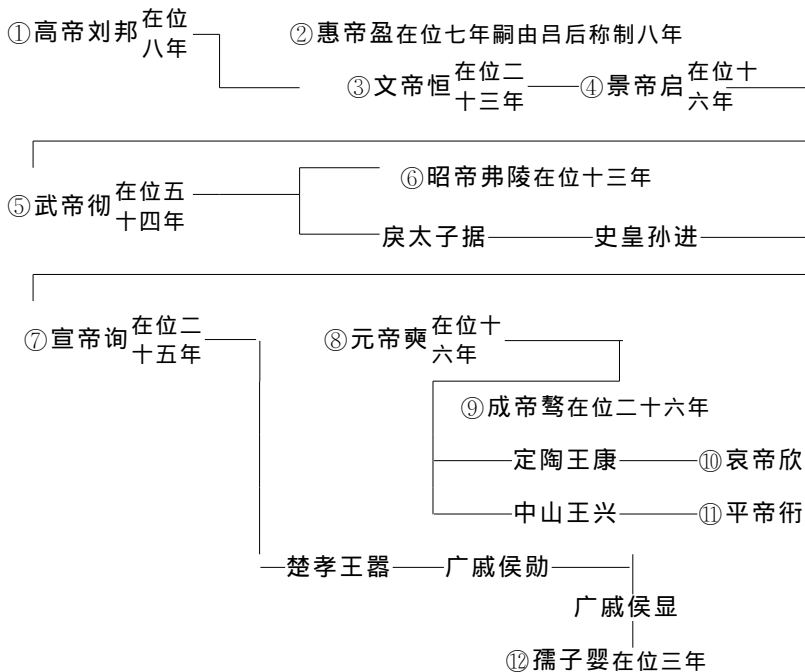 ①高帝刘邦在位八年
②惠帝盈在位七年嗣由吕后称制八年
③文帝恒在位二十三年
④景帝启在位十六年
⑤武帝彻在位五十四年
⑥昭帝弗陵在位十三年
戾太子据
史皇孙进
⑦宣帝询在位二十五年
⑧元帝奭在位十六年
⑨成帝骜在位二十六年
定陶王康
⑩哀帝欣
中山王兴
⑪平帝衎
楚孝王嚣
广戚侯勋
广戚侯显
⑫孺子婴在位三年